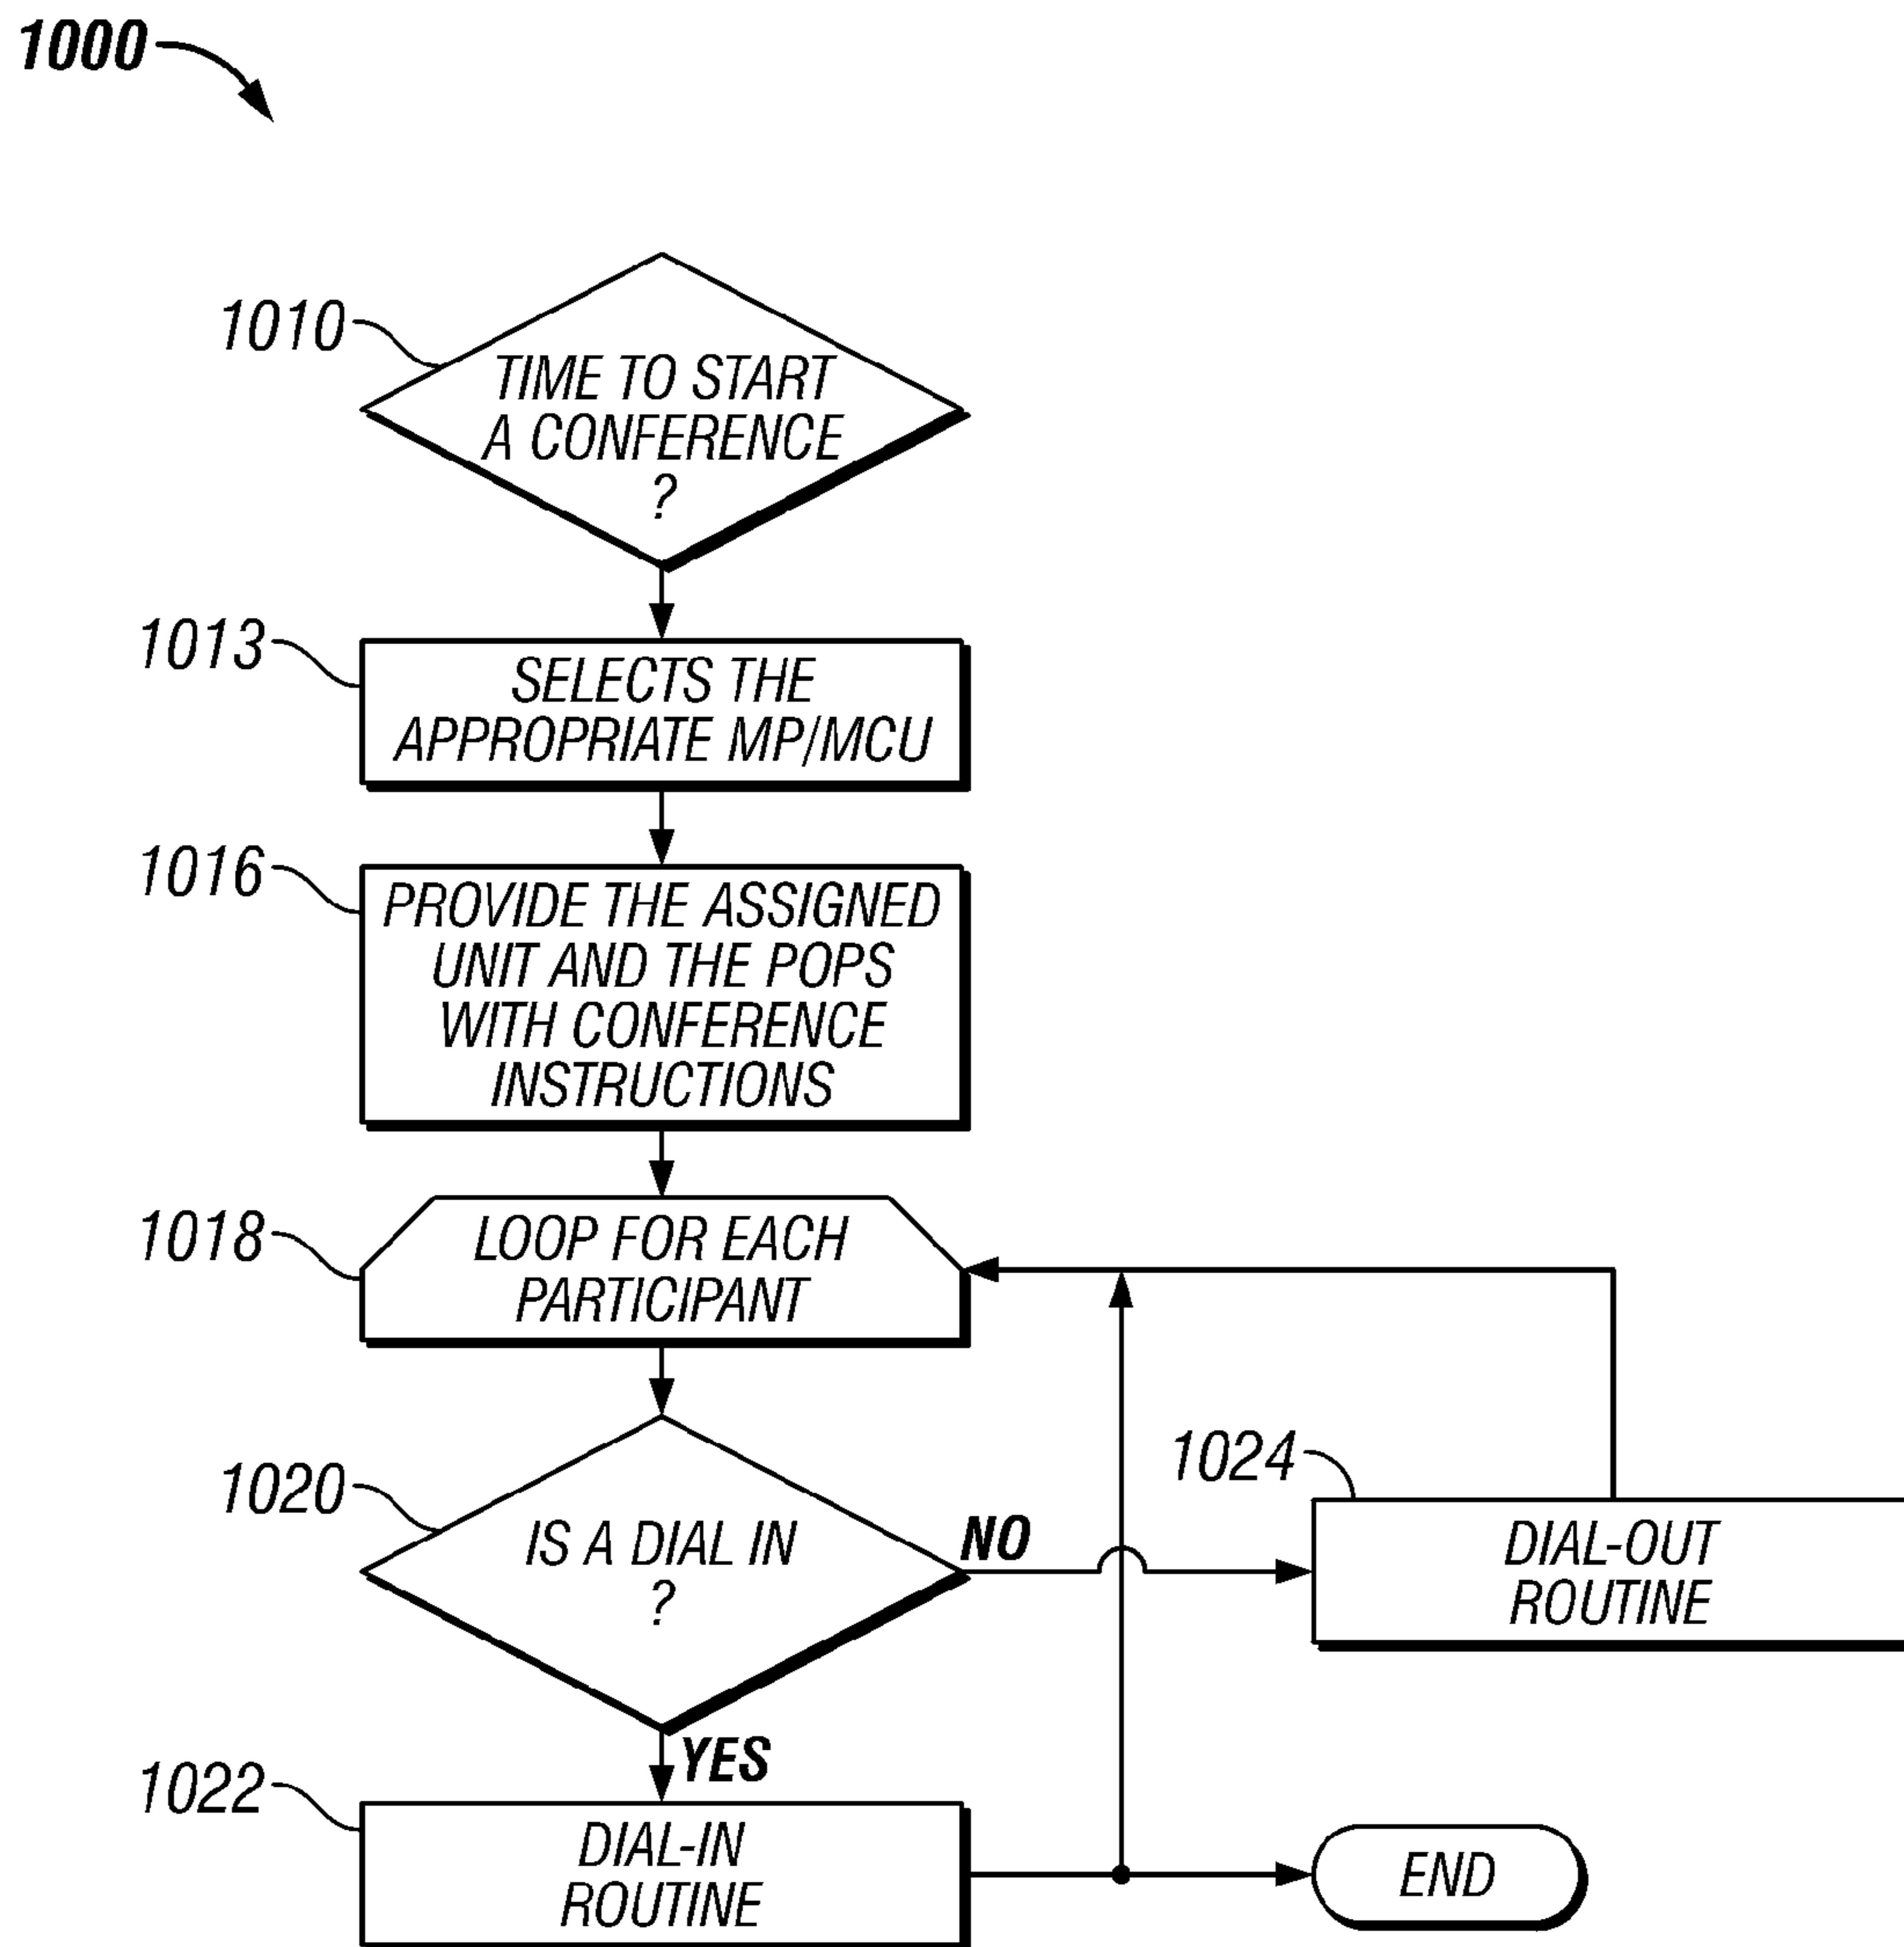 1000
1010
TIME TO START
A CONFERENCE
?
1013
SELECTS THE
APPROPRIATE MP/MCU
1016
PROVIDE THE ASSIGNED
UNIT AND THE POPS
WITH CONFERENCE
INSTRUCTIONS
1018
LOOP FOR EACH
PARTICIPANT
1020
IS A DIAL IN
?
NO
1024
DIAL-OUT
ROUTINE
YES
1022
DIAL-IN
ROUTINE
END